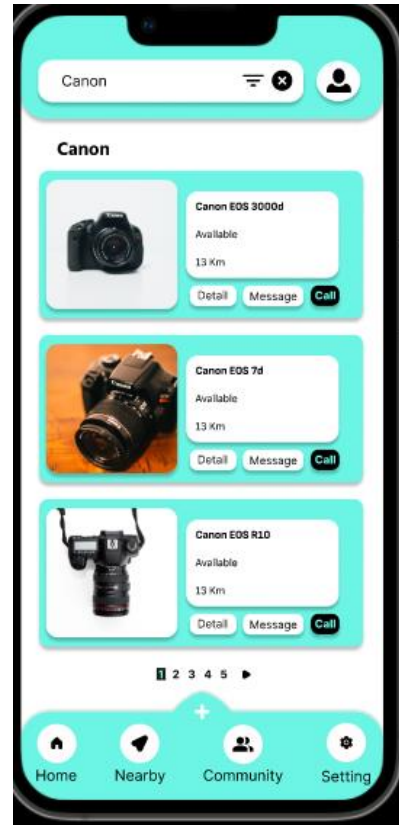 Canon
Canon
Canon EOS 3000d
Available
13 Km
Detail Message Call
Canon EOS 7d
Available
13 Km
Detail Message Call
Canon EOS R10
Available
13 Km
Detail Message Call
1 2 3 4 5
+
Home Nearby Community Setting